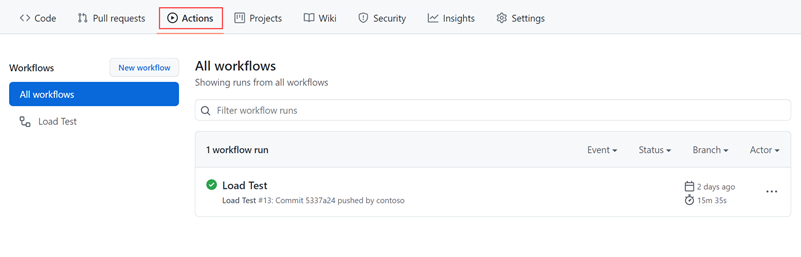 Code Pull requests Actions Projects Wiki Security Insights Settings
Workflows New workflow
All workflows
Load Test
All workflows
Showing runs from all workflows
Filter workflow runs
1 workflow run Event Status Branch Actor
Load Test
Load Test #13: Commit 5337a24 pushed by contoso
2 days ago
15m 35s